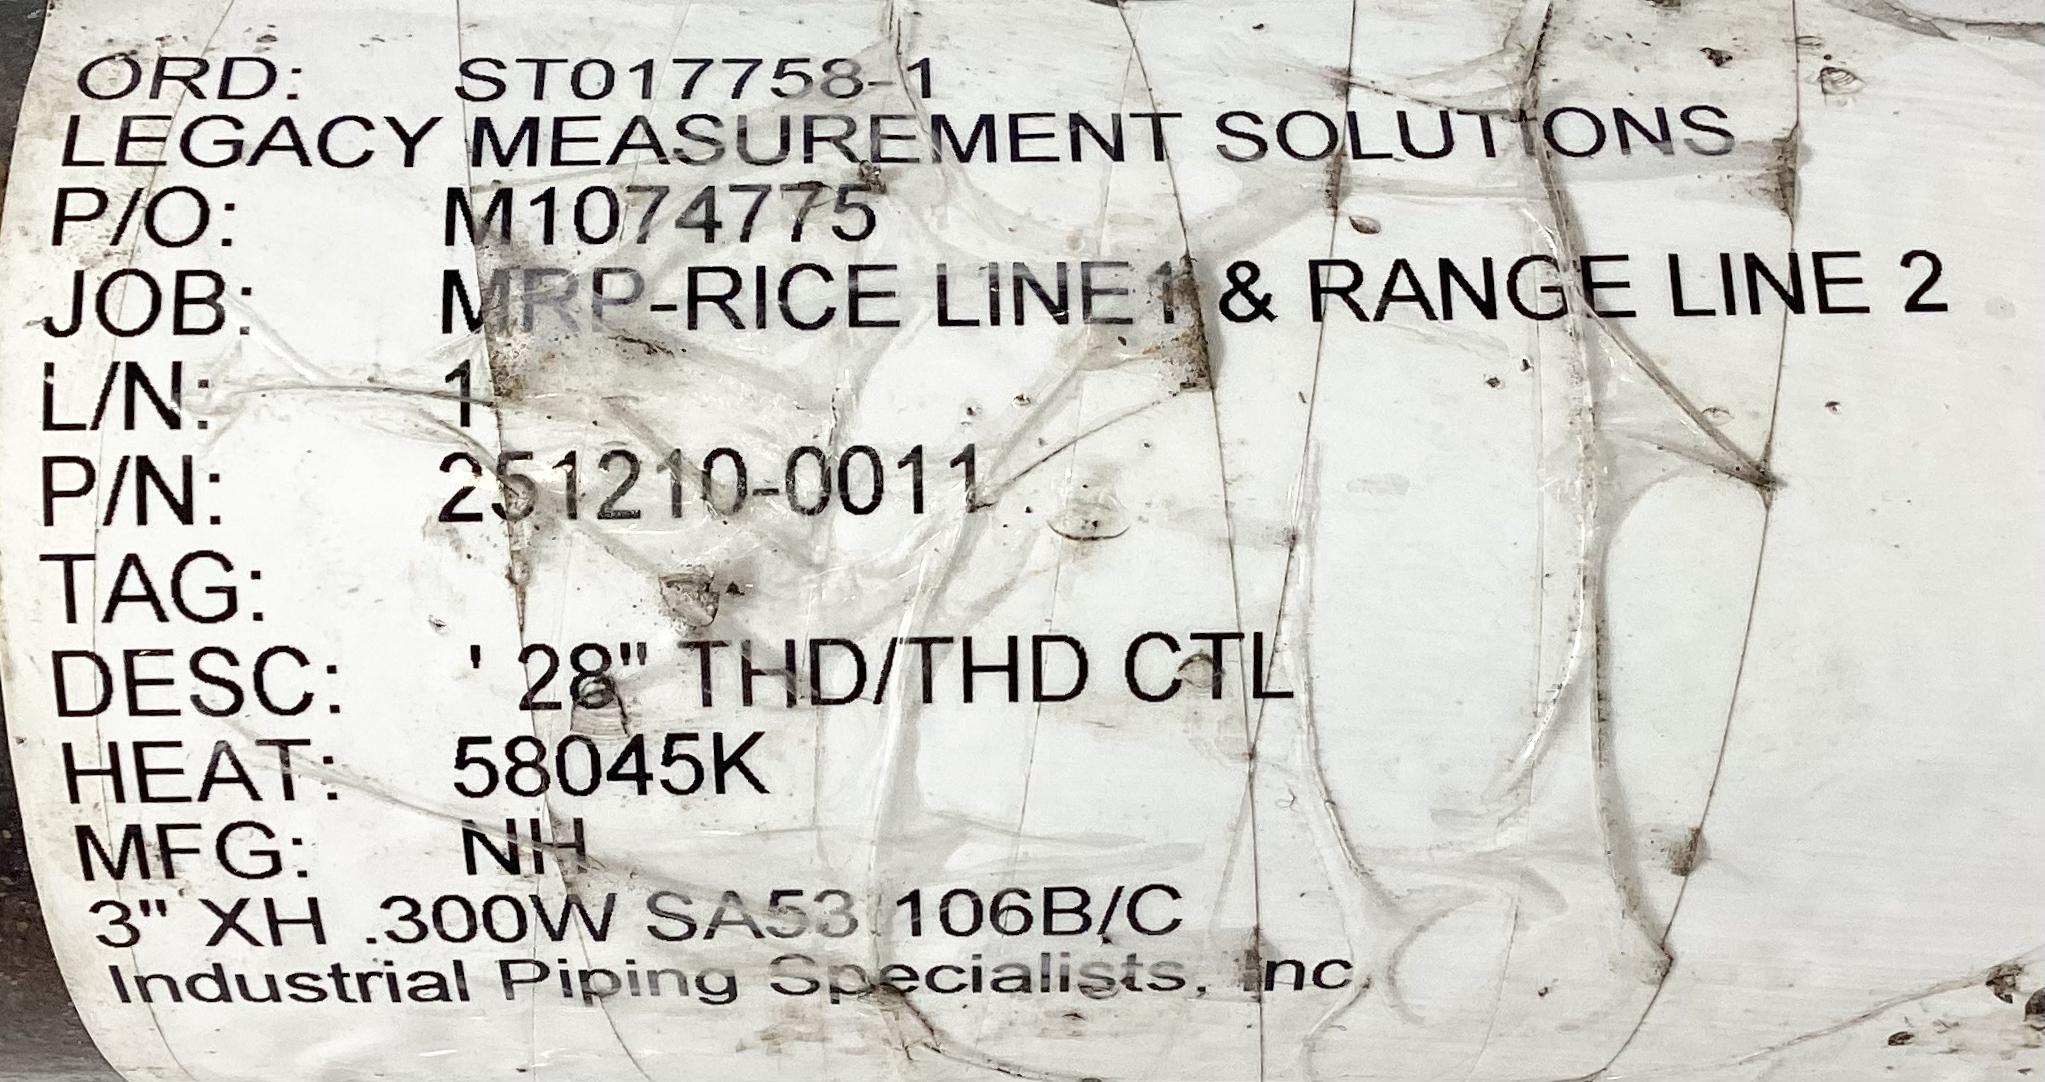 ORD: ST017758-1
LEGACY MEASUREMENT SOLUTIONS
P/O: M1074775
JOB: MRP-RICE LINE1 & RANGE LINE 2
L/N: 1
P/N: 251210-0011
TAG:
DESC: ' 28" THD/THD CTL
HEAT: 58045K
MFG: NH
3" XH .300W SA53/106B/C
Industrial Piping Specialists, Inc.